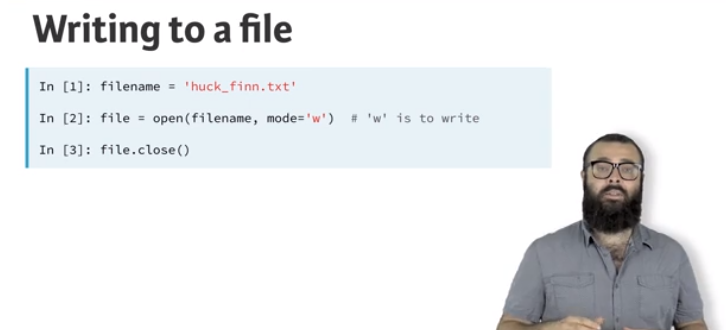 Writing to a file
In [1]: filename = 'huck_finn.txt'
In [2]: file = open(filename, mode='w')  # 'w' is to write
In [3]: file.close()